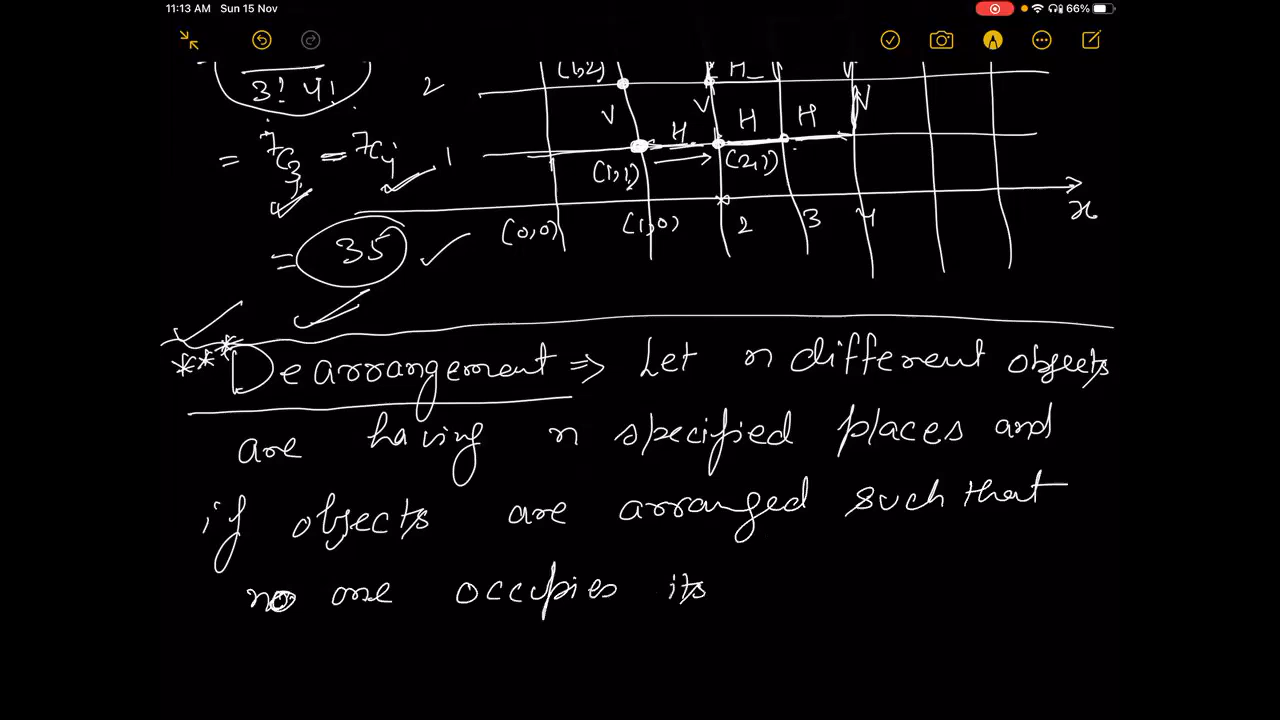 11:13 AM Sun 15 Nov 66%
3! 4! 2 (1,2) H
V V H H
= 7C3 = 7C4 1 H
(1,1) (2,1)
(0,0) (1,0) 2 3 4 x
= 35
*** Dearrangement ⇒ Let n different objects
are having n specified places and
if objects are arranged such that
no one occupies its